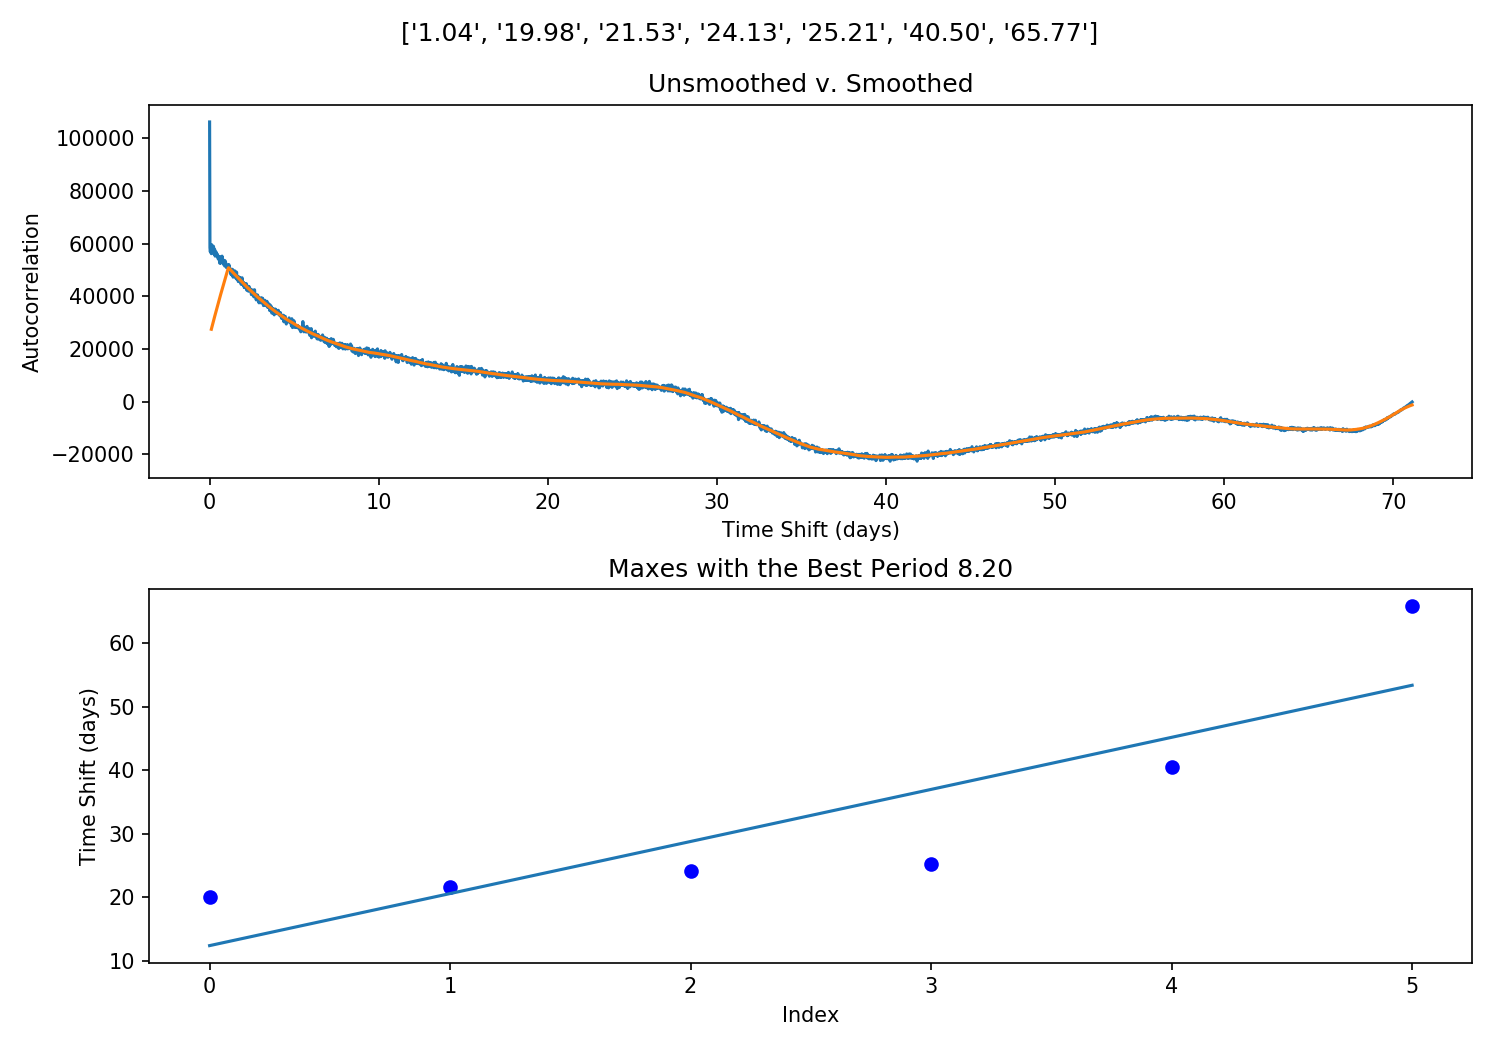 ['1.04', '19.98', '21.53', '24.13', '25.21', '40.50', '65.77']
Unsmoothed v. Smoothed
100000
80000
60000
40000
20000
0
−20000
Autocorrelation
0 10 20 30 40 50 60 70
Time Shift (days)
Maxes with the Best Period 8.20
60
50
40
30
20
10
Time Shift (days)
0 1 2 3 4 5
Index